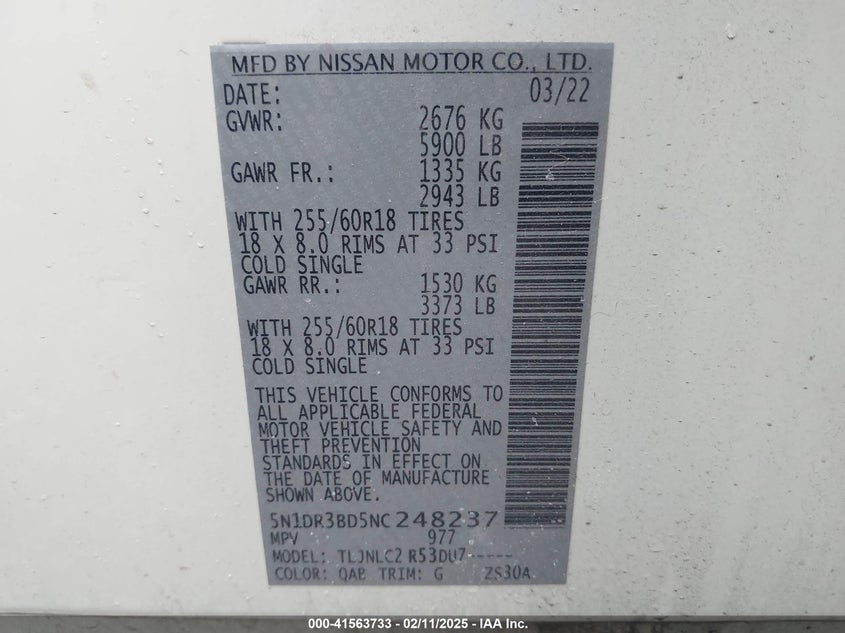 MFD BY NISSAN MOTOR CO., LTD.
DATE: 03/22
GVWR: 2676 KG
5900 LB
GAWR FR.: 1335 KG
2943 LB
WITH 255/60R18 TIRES
18 X 8.0 RIMS AT 33 PSI
COLD SINGLE
GAWR RR.: 1530 KG
3373 LB
WITH 255/60R18 TIRES
18 X 8.0 RIMS AT 33 PSI
COLD SINGLE
THIS VEHICLE CONFORMS TO
ALL APPLICABLE FEDERAL
MOTOR VEHICLE SAFETY AND
THEFT PREVENTION
STANDARDS IN EFFECT ON
THE DATE OF MANUFACTURE
SHOWN ABOVE.
5N1DR3BD5NC248237
MPV 977
MODEL: TLJNLC2 R53DU7-----
COLOR: QAB TRIM: G ZS30A
000-41563733 - 02/11/2025 - IAA Inc.